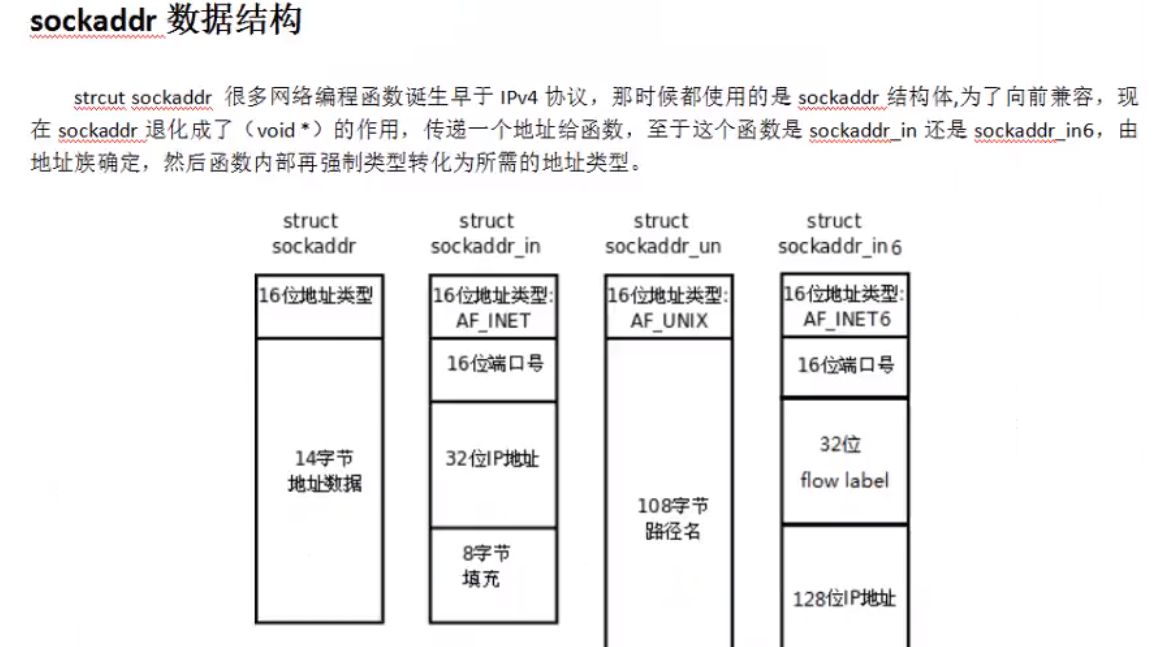 sockaddr 数据结构
strcut sockaddr 很多网络编程函数诞生早于 IPv4 协议，那时候都使用的是 sockaddr 结构体,为了向前兼容，现
在 sockaddr 退化成了（void *）的作用，传递一个地址给函数，至于这个函数是 sockaddr_in 还是 sockaddr_in6，由
地址族确定，然后函数内部再强制类型转化为所需的地址类型。
struct
sockaddr
16位地址类型
14字节
地址数据
struct
sockaddr_in
16位地址类型:
AF_INET
16位端口号
32位IP地址
8字节
填充
struct
sockaddr_un
16位地址类型:
AF_UNIX
108字节
路径名
struct
sockaddr_in6
16位地址类型:
AF_INET6
16位端口号
32位
flow label
128位IP地址